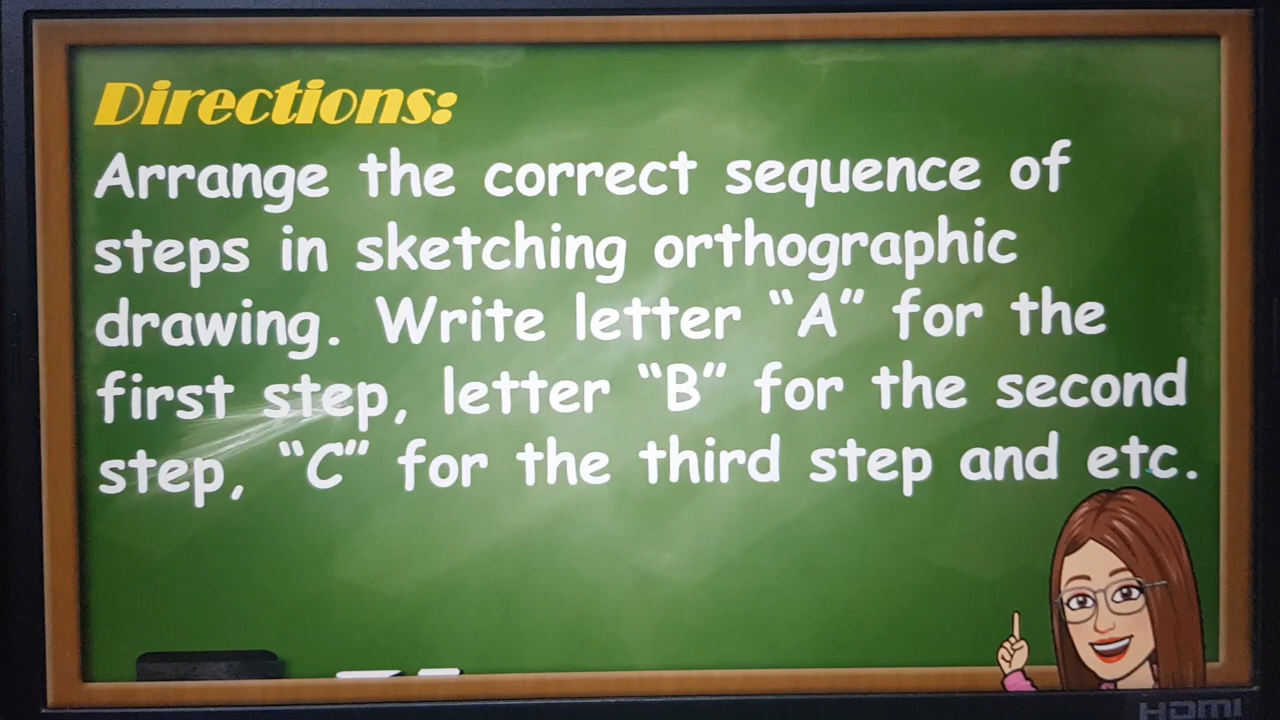 Directions:
Arrange the correct sequence of
steps in sketching orthographic
drawing. Write letter “A” for the
first step, letter “B” for the second
step, “C” for the third step and etc.
HDMI